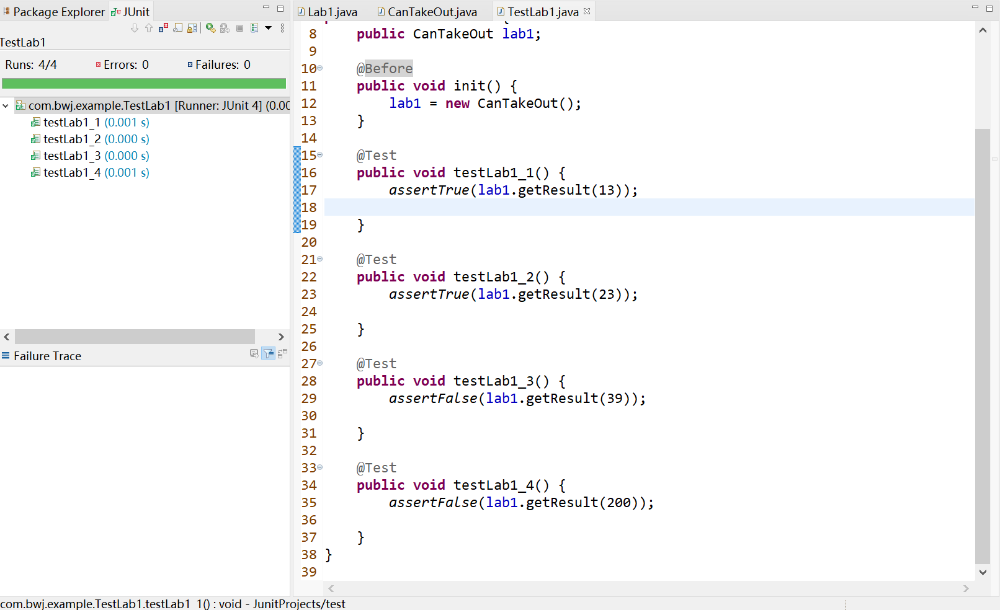 Package Explorer JUnit
TestLab1
Runs: 4/4 Errors: 0 Failures: 0
com.bwj.example.TestLab1 [Runner: JUnit 4] (0.00
testLab1_1 (0.001 s)
testLab1_2 (0.000 s)
testLab1_3 (0.000 s)
testLab1_4 (0.001 s)
Failure Trace
Lab1.java CanTakeOut.java TestLab1.java
8 public CanTakeOut lab1;
9
10 @Before
11 public void init() {
12 lab1 = new CanTakeOut();
13 }
14
15 @Test
16 public void testLab1_1() {
17 assertTrue(lab1.getResult(13));
18
19 }
20
21 @Test
22 public void testLab1_2() {
23 assertTrue(lab1.getResult(23));
24
25 }
26
27 @Test
28 public void testLab1_3() {
29 assertFalse(lab1.getResult(39));
30
31 }
32
33 @Test
34 public void testLab1_4() {
35 assertFalse(lab1.getResult(200));
36
37 }
38 }
39
com.bwj.example.TestLab1.testLab1_1() : void - JunitProjects/test